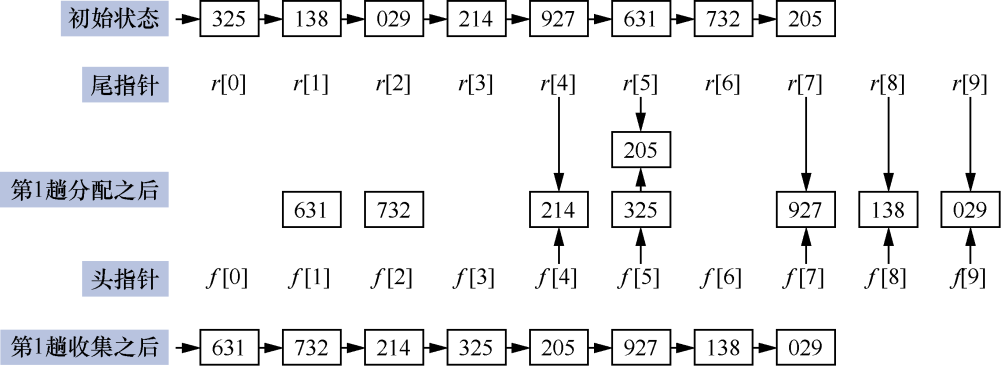 初始状态 325 138 029 214 927 631 732 205
尾指针 r[0] r[1] r[2] r[3] r[4] r[5] r[6] r[7] r[8] r[9]
205
第1趟分配之后 631 732 214 325 927 138 029
头指针 f[0] f[1] f[2] f[3] f[4] f[5] f[6] f[7] f[8] f[9]
第1趟收集之后 631 732 214 325 205 927 138 029